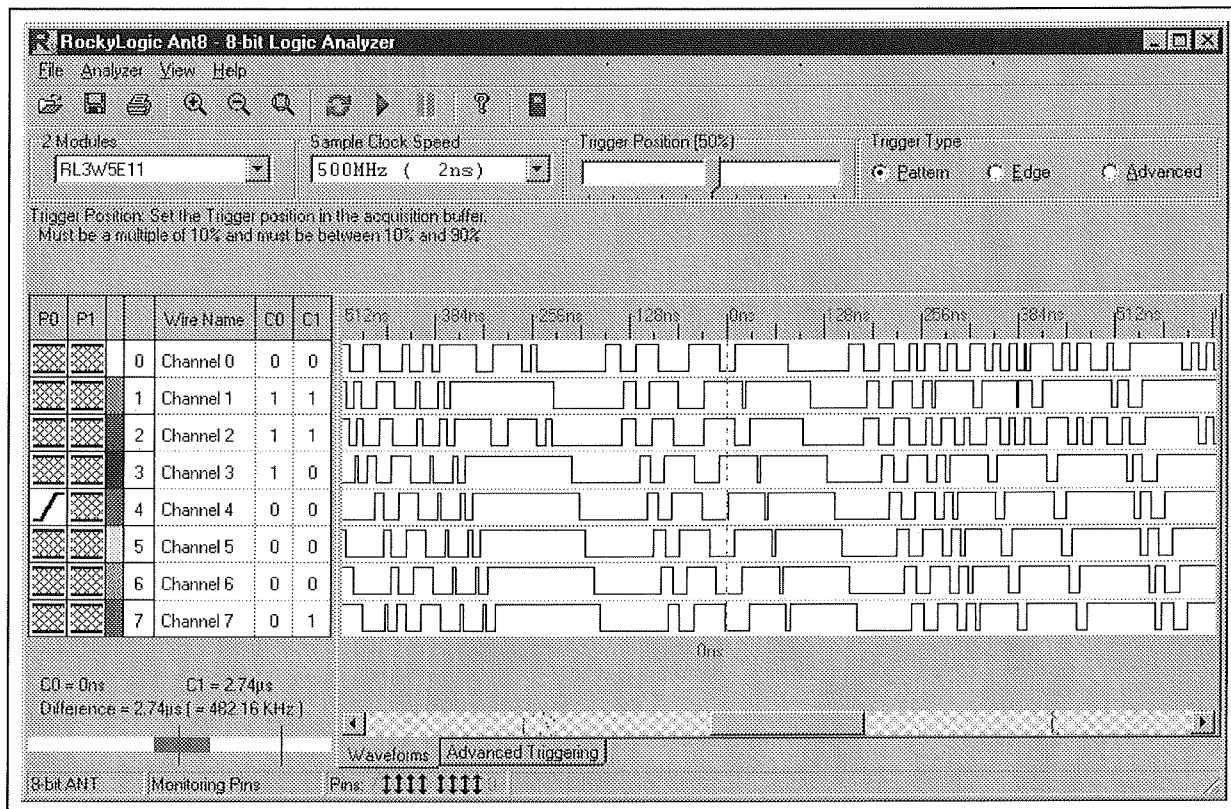 RockyLogic Ant8 - 8-bit Logic Analyzer
File Analyzer View Help
2 Modules
Sample Clock Speed
Trigger Position (50%)
Trigger Type
RL3W5E11
500MHz ( 2ns)
Pattern Edge Advanced
Trigger Position: Set the Trigger position in the acquisition buffer.
Must be a multiple of 10% and must be between 10% and 90%
P0 P1 Wire Name C0 C1
512ns 384ns 256ns 128ns 0ns 128ns 256ns 384ns 512ns
0 Channel 0 0 0
1 Channel 1 1 1
2 Channel 2 1 1
3 Channel 3 1 0
4 Channel 4 0 0
5 Channel 5 0 0
6 Channel 6 0 0
7 Channel 7 0 1
0ns
C0 = 0ns C1 = 2.74µs
Difference = 2.74µs ( = 482.16 KHz )
Waveforms Advanced Triggering
8-bit ANT Monitoring Pins Pins: